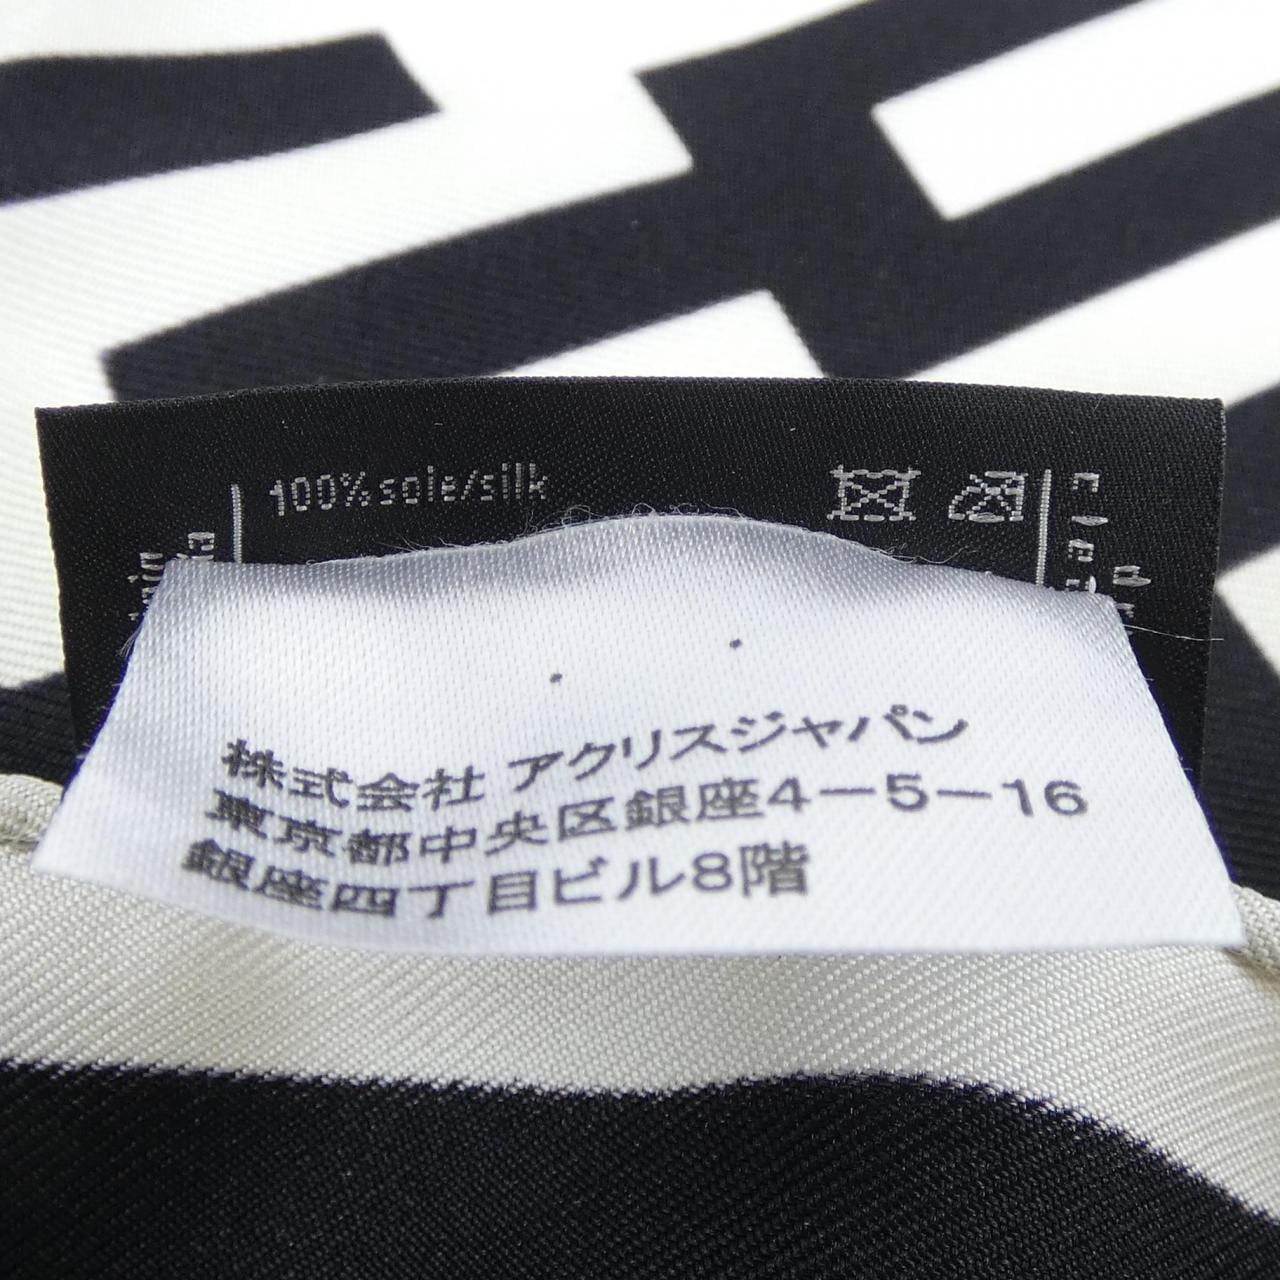 100% soie/silk
株式会社 アクリスジャパン
東京都中央区銀座4-5-16
銀座四丁目ビル8階